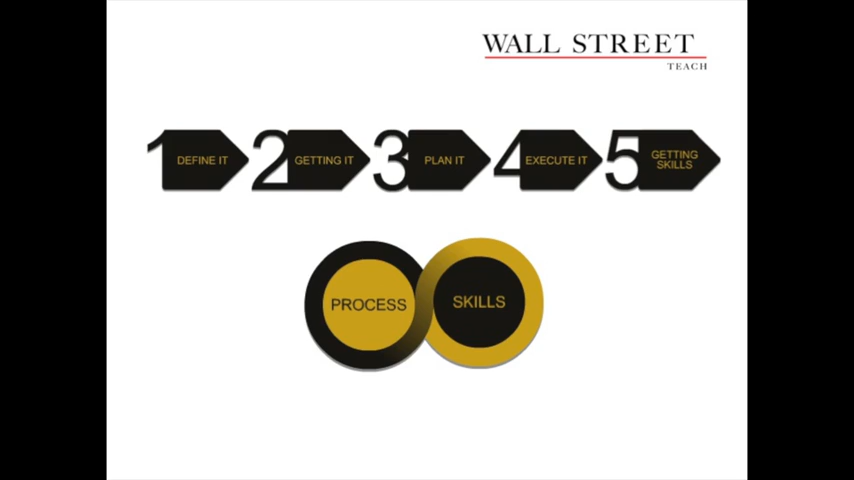 WALL STREET
TEACH
1 DEFINE IT
2 GETTING IT
3 PLAN IT
4 EXECUTE IT
5 GETTING
SKILLS
PROCESS
SKILLS